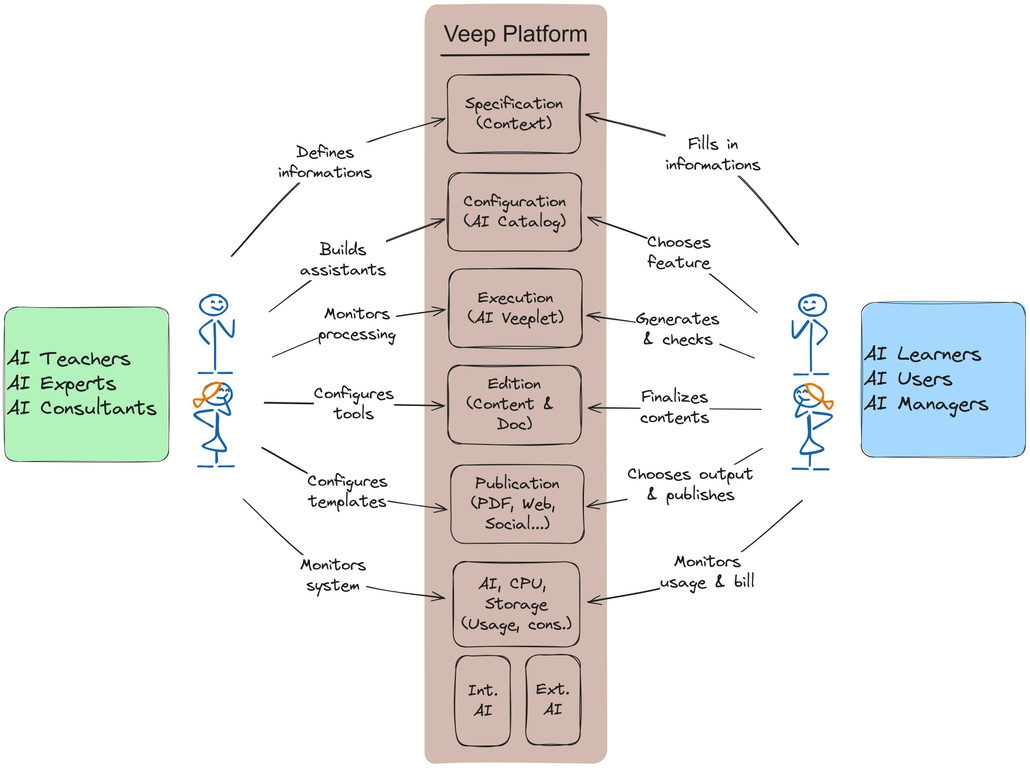 Veep Platform
Specification
(Context)
Defines
informations
Fills in
informations
Configuration
(AI Catalog)
Builds
assistants
Chooses
feature
Execution
(AI Veeplet)
Monitors
processing
Generates
& checks
AI Teachers
AI Experts
AI Consultants
AI Learners
AI Users
AI Managers
Edition
(Content &
Doc)
Configures
tools
Finalizes
contents
Publication
(PDF, Web,
Social...)
Configures
templates
Chooses output
& publishes
AI, CPU,
Storage
(Usage, cons.)
Monitors
system
Monitors
usage & bill
Int.
AI
Ext.
AI